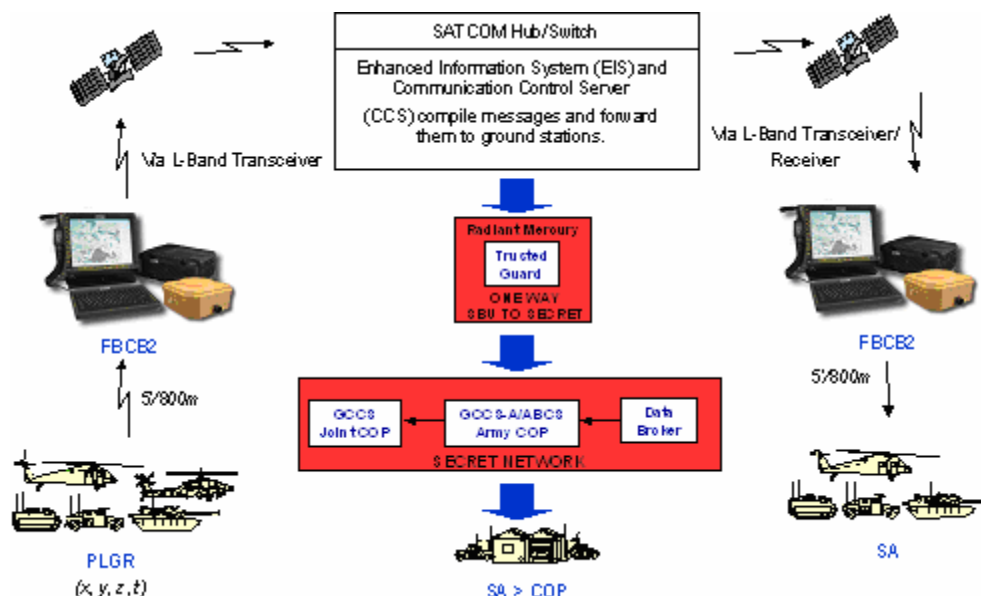 SATCOM Hub/Switch
Enhanced Information System (EIS) and
Communication Control Server
(CCS) compile messages and forward
them to ground stations.
Via L-Band Transceiver
Via L-Band Transceiver/
Receiver
Radiant Mercury
Trusted
Guard
ONE WAY
SBU TO SECRET
FBCB2
FBCB2
5'/800m
5'/800m
GCCS
Joint COP
GCCS-A/ABCS
Army COP
Data
Broker
SECRET NETWORK
PLGR
(x, y, z ,t)
SA > COP
SA